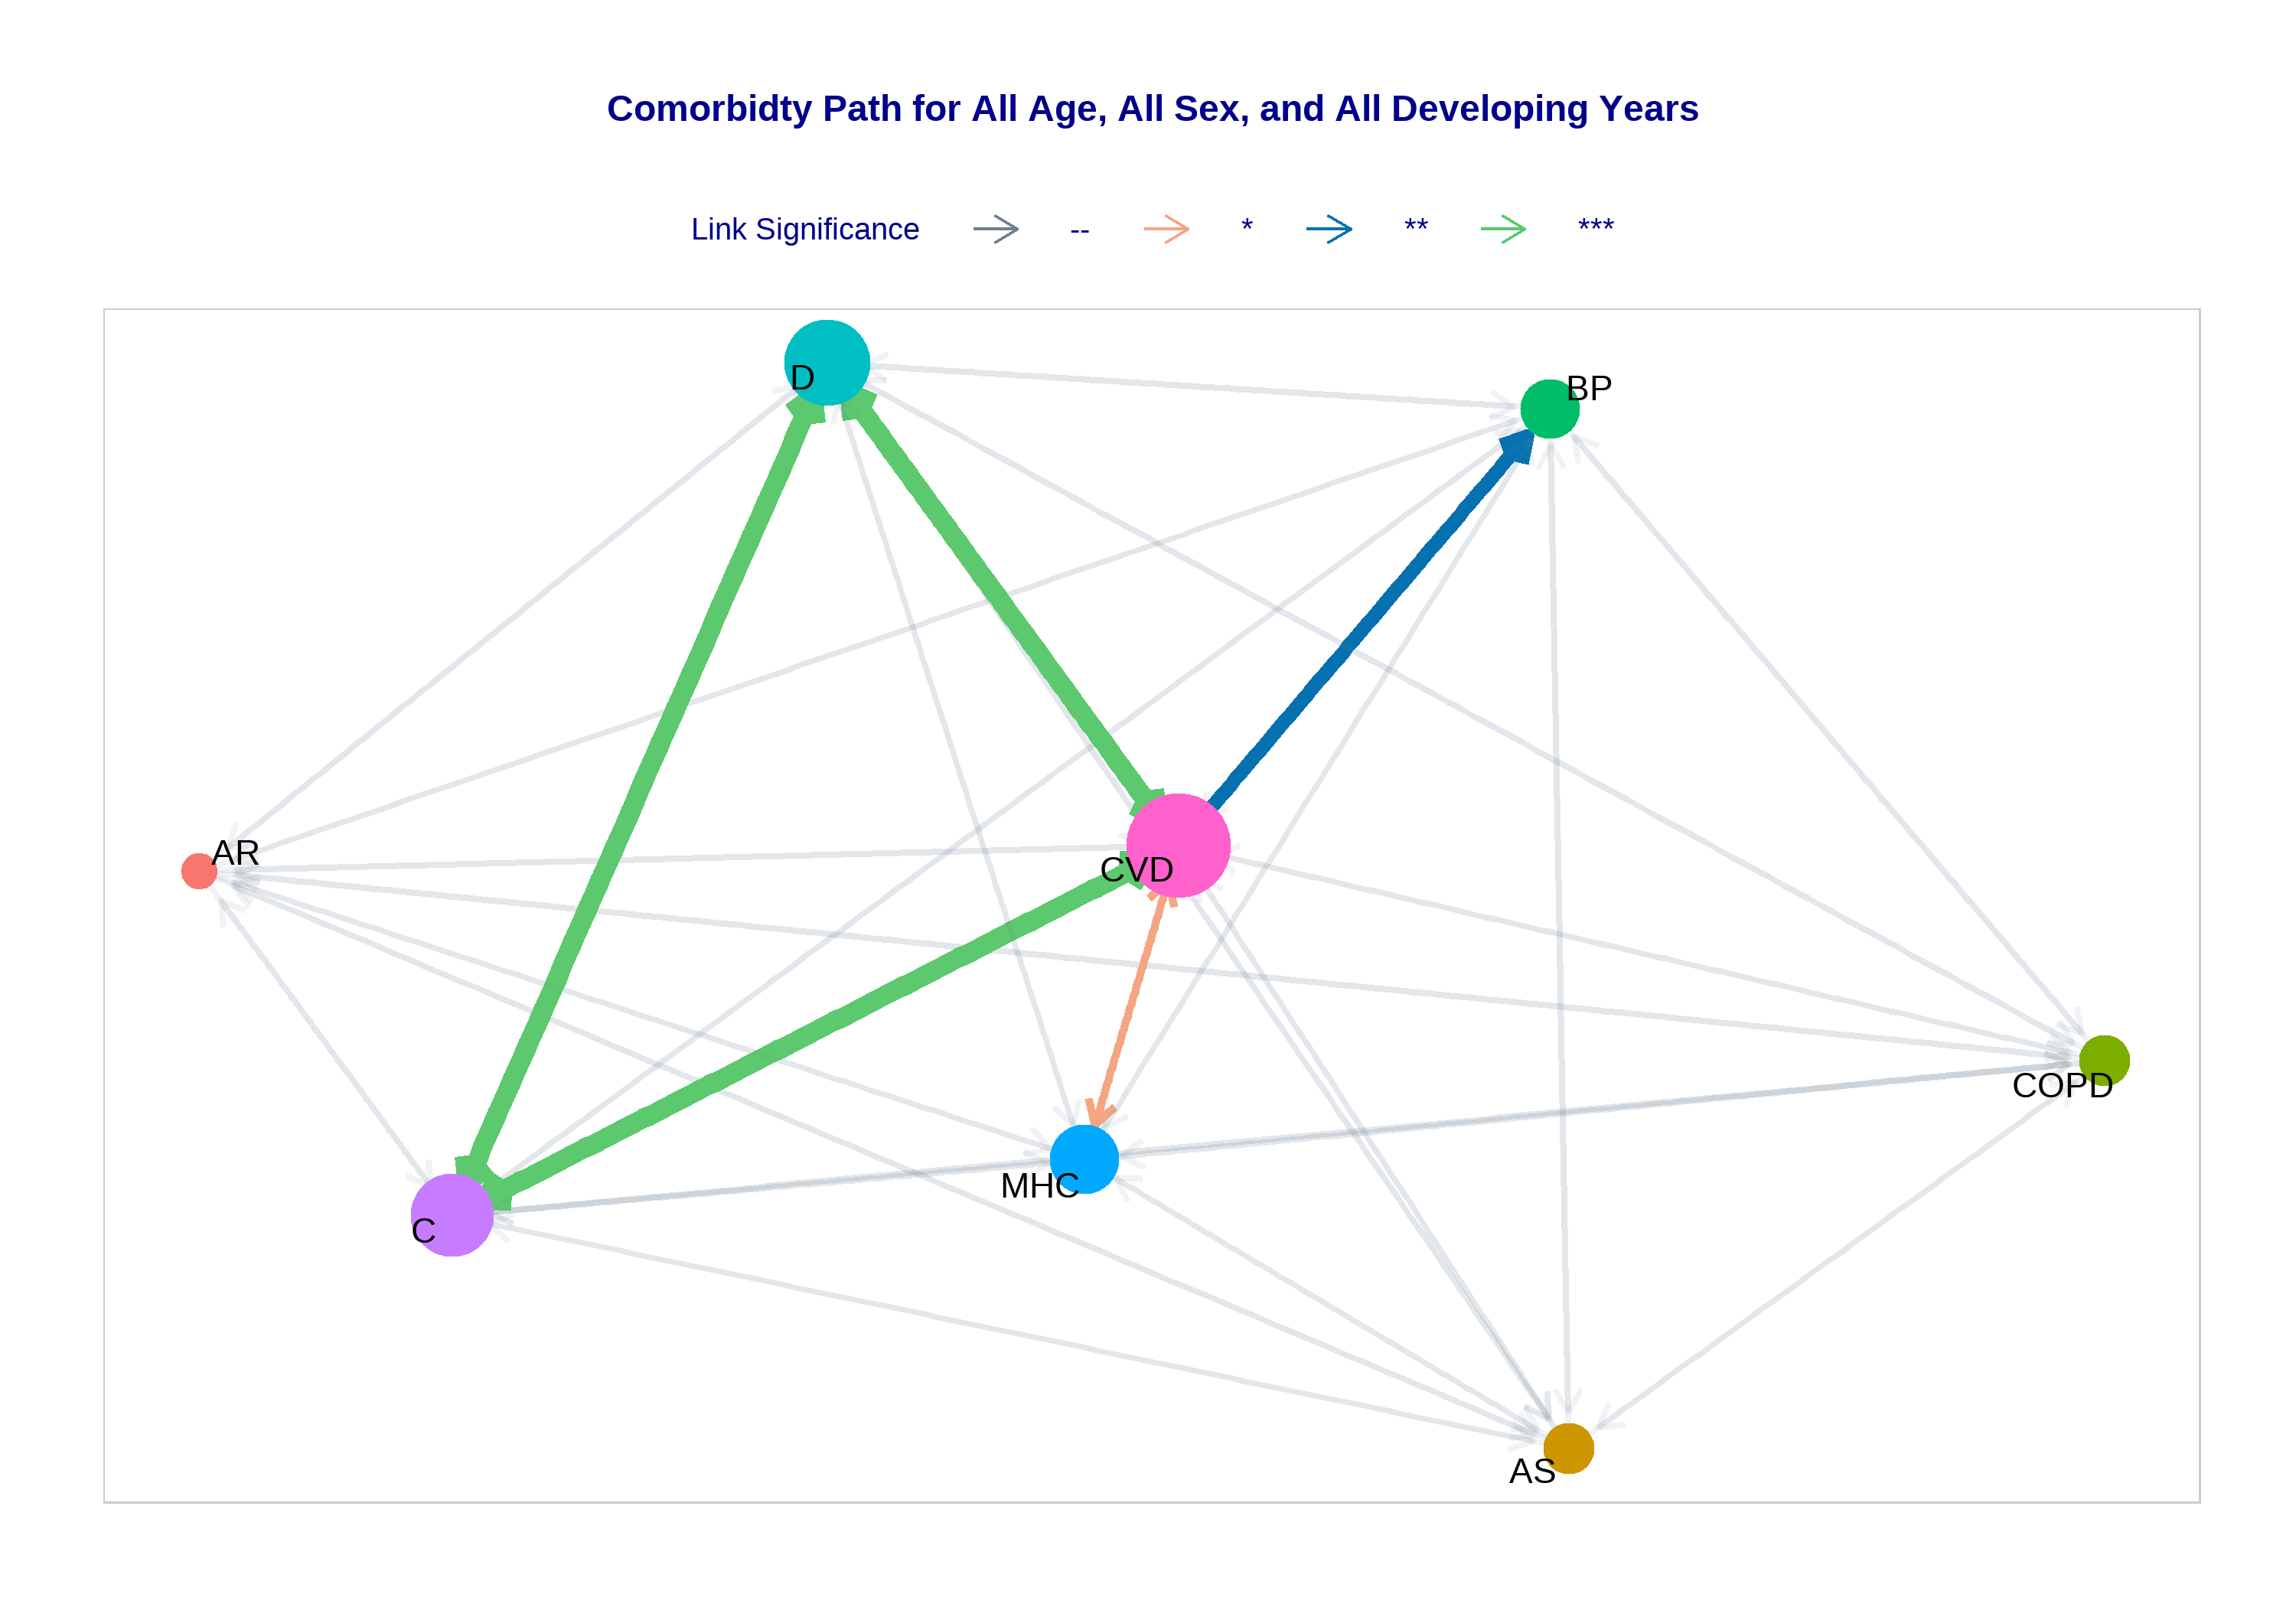 Comorbidty Path for All Age, All Sex, and All Developing Years
Link Significance -- * ** ***
D
BP
AR
CVD
COPD
MHC
C
AS